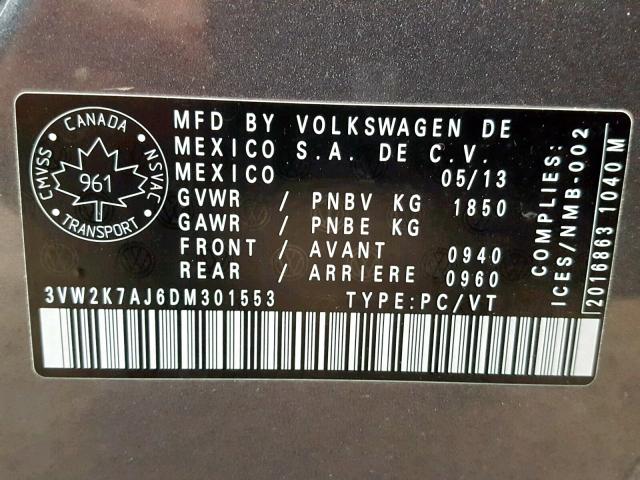 CANADA
CMVSS
NSVAC
961
TRANSPORT
MFD BY VOLKSWAGEN DE
MEXICO S.A. DE C.V.
MEXICO 05/13
GVWR / PNBV KG 1850
GAWR / PNBE KG
FRONT / AVANT 0940
REAR / ARRIERE 0960
3VW2K7AJ6DM301553 TYPE:PC/VT
COMPLIES:
ICES/NMB-002
2016863 1040 M